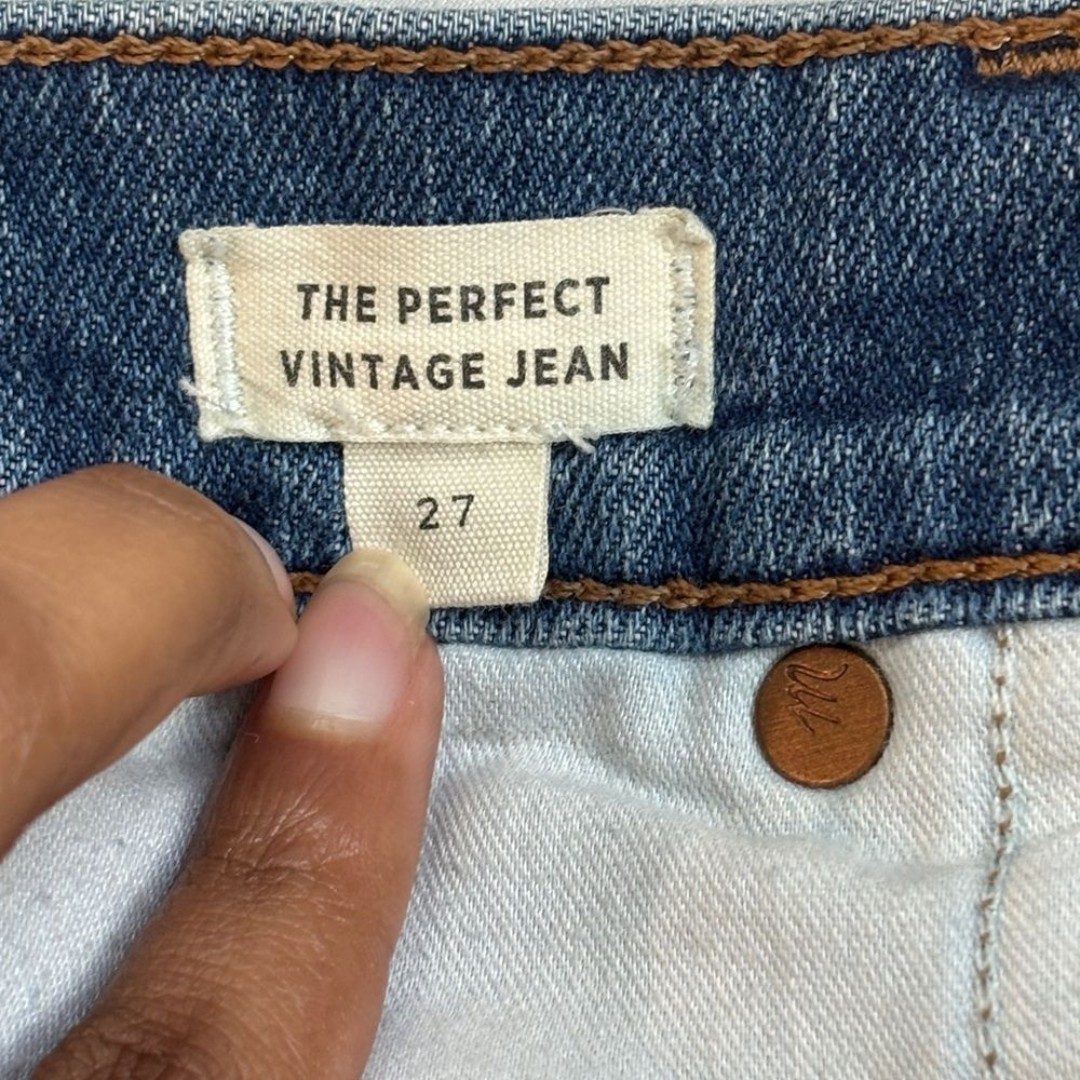 THE PERFECT
VINTAGE JEAN
27
M